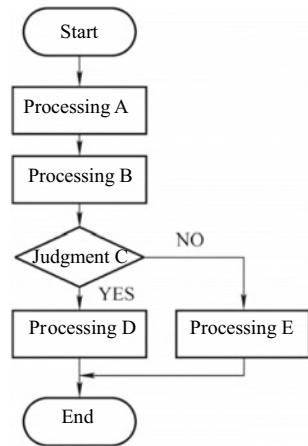 Start
Processing A
Processing B
Judgment C
NO
YES
Processing D
Processing E
End